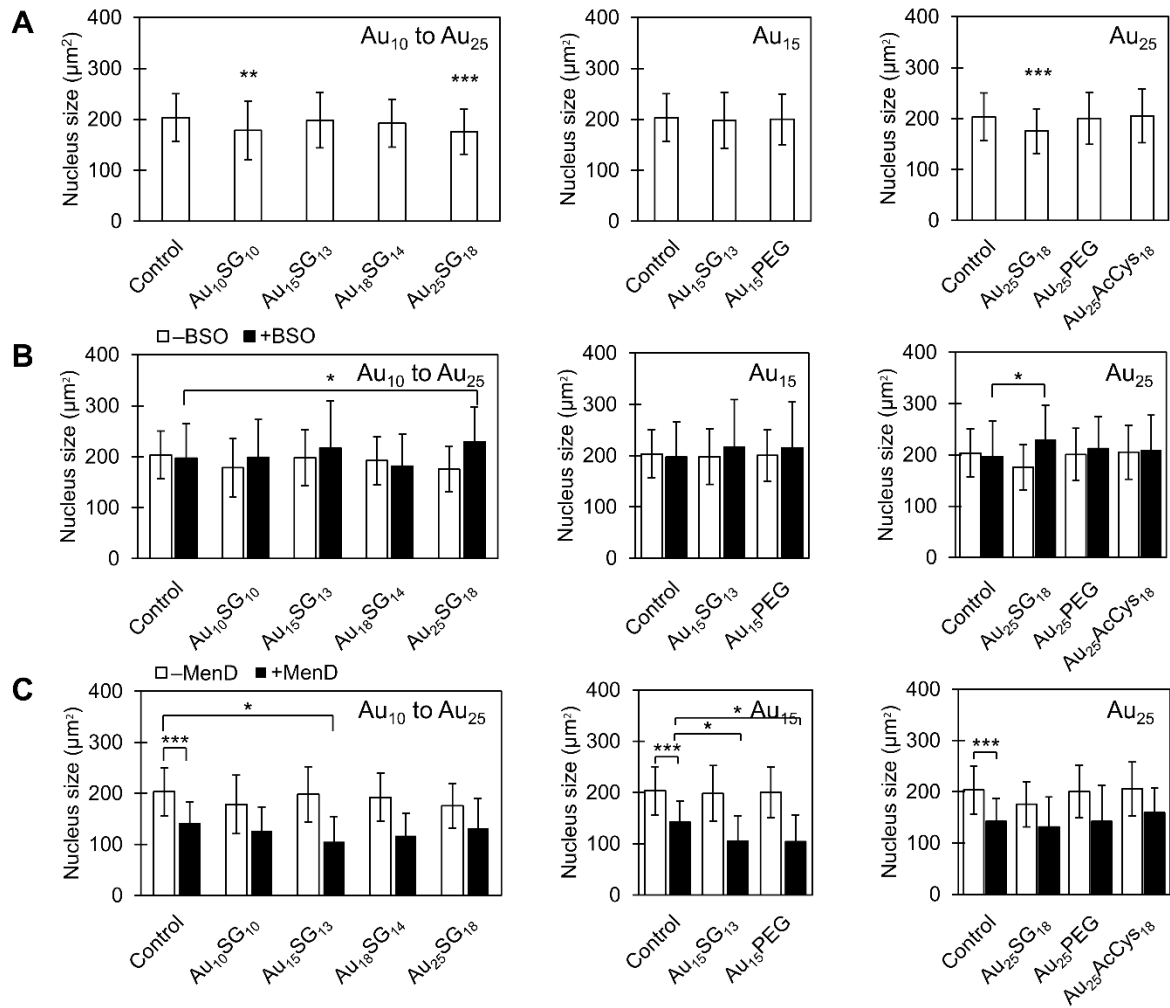 A
Nucleus size (µm²)
400
300
200
100
0
Au₁₀ to Au₂₅
**
***
Control
Au₁₀SG₁₀
Au₁₅SG₁₃
Au₁₈SG₁₄
Au₂₅SG₁₈
Nucleus size (µm²)
400
300
200
100
0
Au₁₅
Control
Au₁₅SG₁₃
Au₁₅PEG
Nucleus size (µm²)
400
300
200
100
0
Au₂₅
***
Control
Au₂₅SG₁₈
Au₂₅PEG
Au₂₅AcCys₁₈
B
–BSO +BSO
Nucleus size (µm²)
400
300
200
100
0
Au₁₀ to Au₂₅
*
Control
Au₁₀SG₁₀
Au₁₅SG₁₃
Au₁₈SG₁₄
Au₂₅SG₁₈
Nucleus size (µm²)
400
300
200
100
0
Au₁₅
Control
Au₁₅SG₁₃
Au₁₅PEG
Nucleus size (µm²)
400
300
200
100
0
Au₂₅
*
Control
Au₂₅SG₁₈
Au₂₅PEG
Au₂₅AcCys₁₈
C
–MenD +MenD
Nucleus size (µm²)
400
300
200
100
0
Au₁₀ to Au₂₅
*
***
Control
Au₁₀SG₁₀
Au₁₅SG₁₃
Au₁₈SG₁₄
Au₂₅SG₁₈
Nucleus size (µm²)
400
300
200
100
0
Au₁₅
*
*
***
Control
Au₁₅SG₁₃
Au₁₅PEG
Nucleus size (µm²)
400
300
200
100
0
Au₂₅
***
Control
Au₂₅SG₁₈
Au₂₅PEG
Au₂₅AcCys₁₈